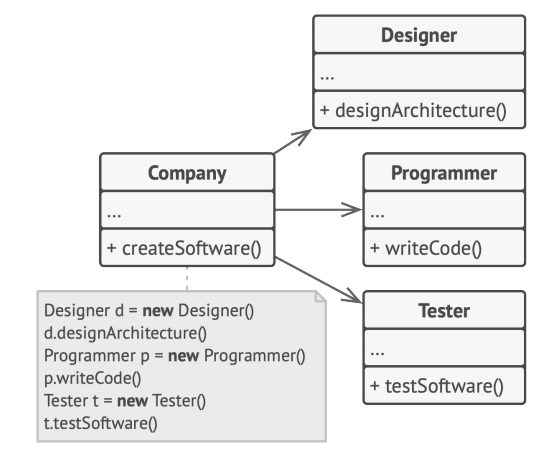 Designer
...
+ designArchitecture()
Company
...
+ createSoftware()
Programmer
...
+ writeCode()
Tester
...
+ testSoftware()
Designer d = new Designer()
d.designArchitecture()
Programmer p = new Programmer()
p.writeCode()
Tester t = new Tester()
t.testSoftware()